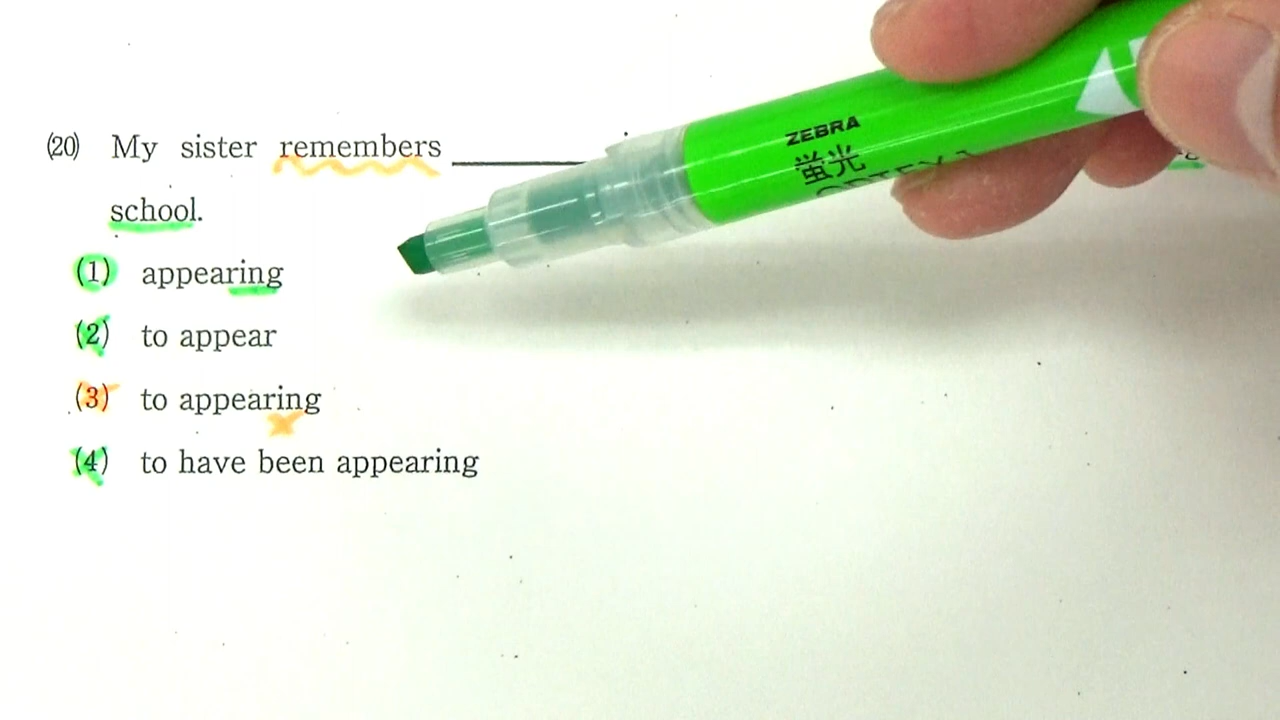 (20) My sister remembers
school.
(1) appearing
(2) to appear
(3) to appearing
(4) to have been appearing
ZEBRA
蛍光